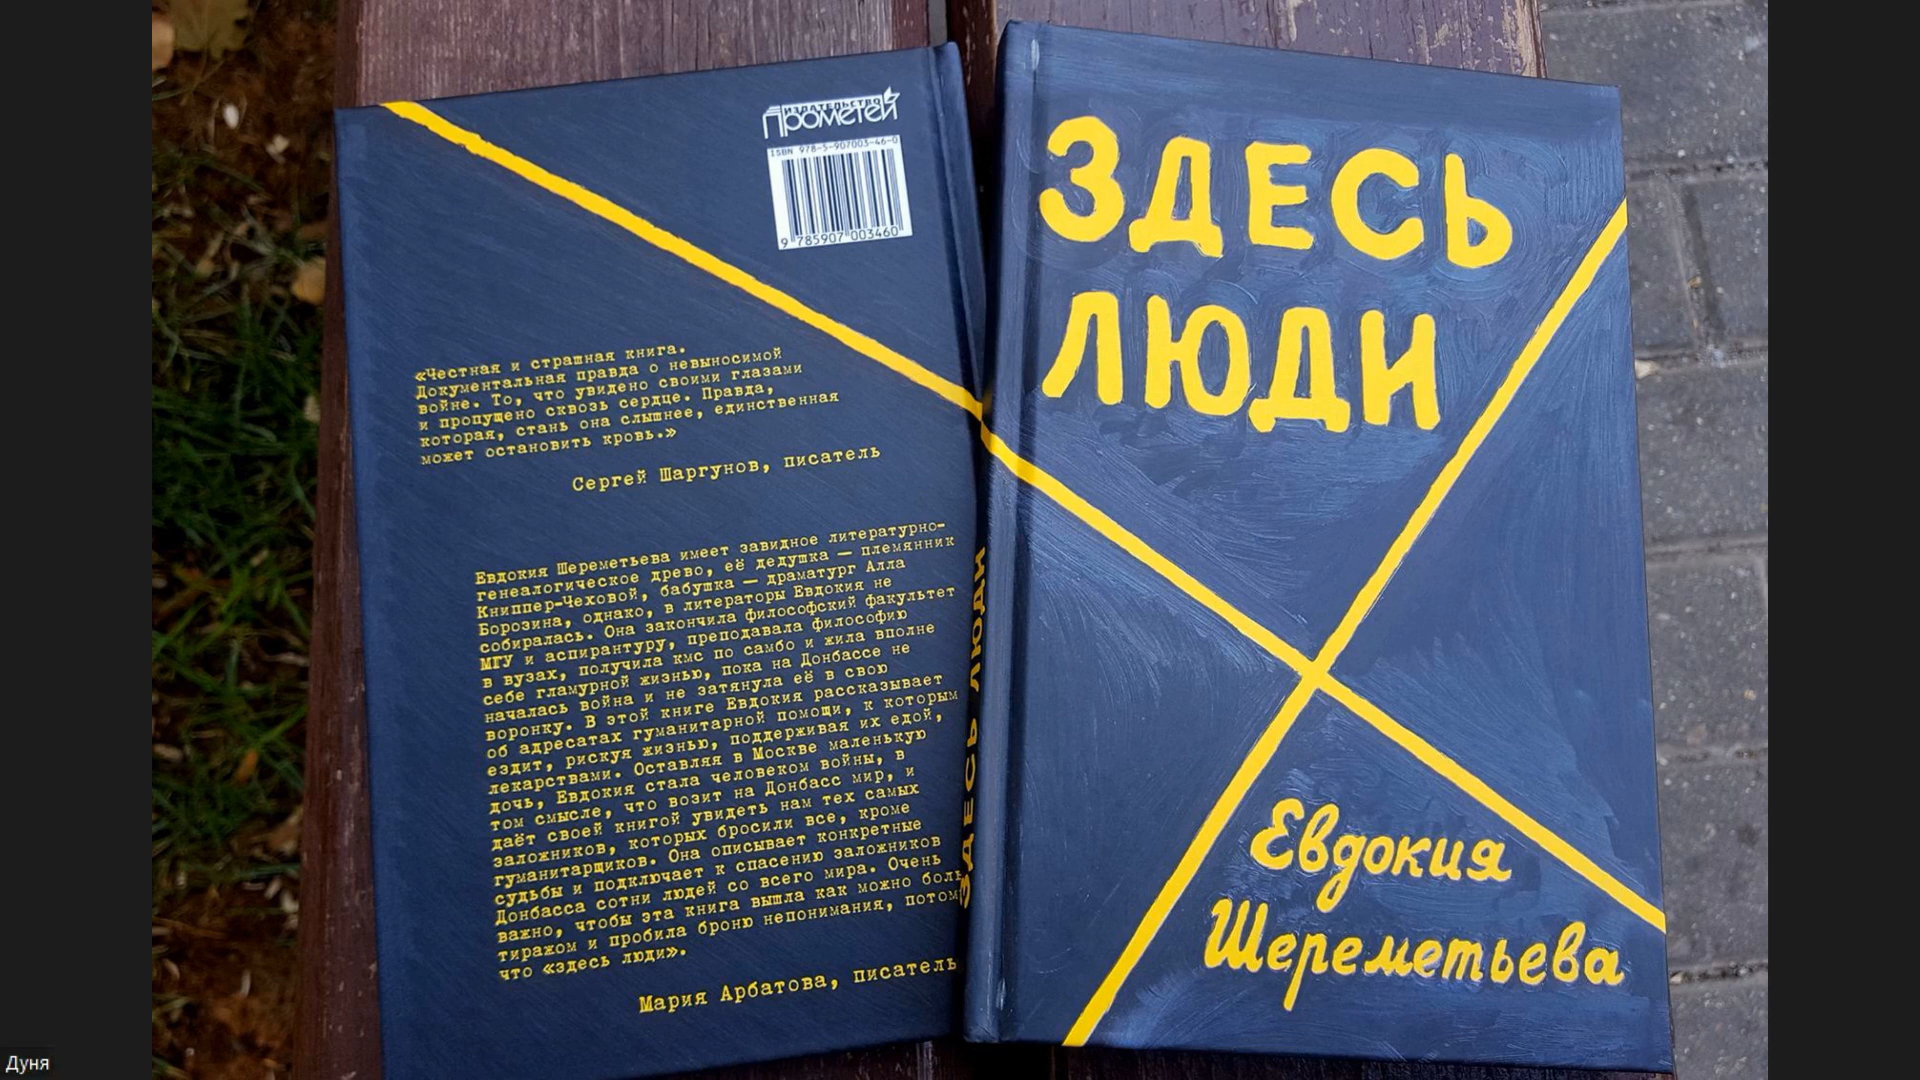 ИЗДАТЕЛЬСТВО
Прометей
ISBN 978-5-907003-46-0
9 785907 003460
«Честная и страшная книга.
Документальная правда о невыносимой
войне. То, что увидено своими глазами
и пропущено сквозь сердце. Правда,
которая, стань она слышнее, единственная
может остановить кровь.»
Сергей Шаргунов, писатель
Евдокия Шереметьева имеет завидное литературно-
генеалогическое древо, её дедушка — племянник
Книппер-Чеховой, бабушка — драматург Алла
Борозина, однако, в литераторы Евдокия не
собиралась. Она закончила философский факультет
МГУ и аспирантуру, преподавала философию
в вузах, получила кмс по самбо и жила вполне
себе гламурной жизнью, пока на Донбассе не
началась война и не затянула её в свою
воронку. В этой книге Евдокия рассказывает
об адресатах гуманитарной помощи, к которым
ездит, рискуя жизнью, поддерживая их едой,
лекарствами. Оставляя в Москве маленькую
дочь, Евдокия стала человеком войны, в
том смысле, что возит на Донбасс мир, и
даёт своей книгой увидеть нам тех самых
заложников, которых бросили все, кроме
гуманитарщиков. Она описывает конкретные
судьбы и подключает к спасению заложников
Донбасса сотни людей со всего мира. Очень
важно, чтобы эта книга вышла как можно боль
тиражом и пробила броню непонимания, потом
что «здесь люди».
Мария Арбатова, писатель
ЗДЕСЬ ЛЮДИ
ЗДЕСЬ
ЛЮДИ
Евдокия
Шереметьева
Дуня